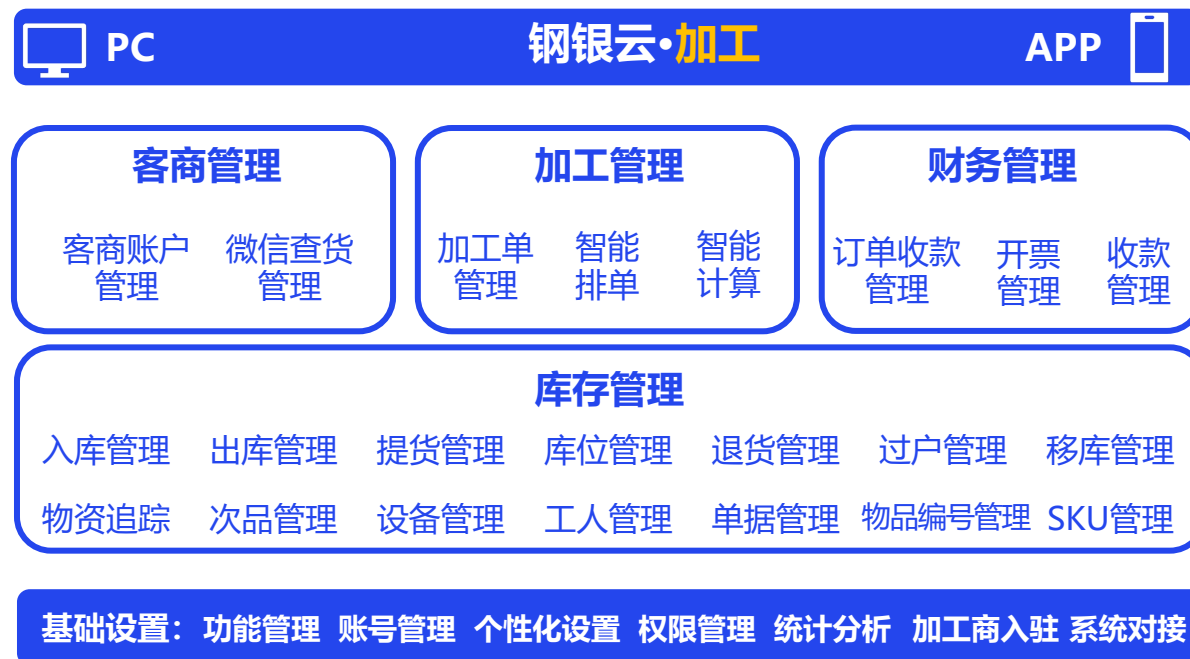 PC 钢银云·加工 APP
客商管理
客商账户 微信查货
管理 管理
加工管理
加工单 智能 智能
管理 排单 计算
财务管理
订单收款 开票 收款
管理 管理 管理
库存管理
入库管理 出库管理 提货管理 库位管理 退货管理 过户管理 移库管理
物资追踪 次品管理 设备管理 工人管理 单据管理 物品编号管理 SKU管理
基础设置：功能管理 账号管理 个性化设置 权限管理 统计分析 加工商入驻 系统对接